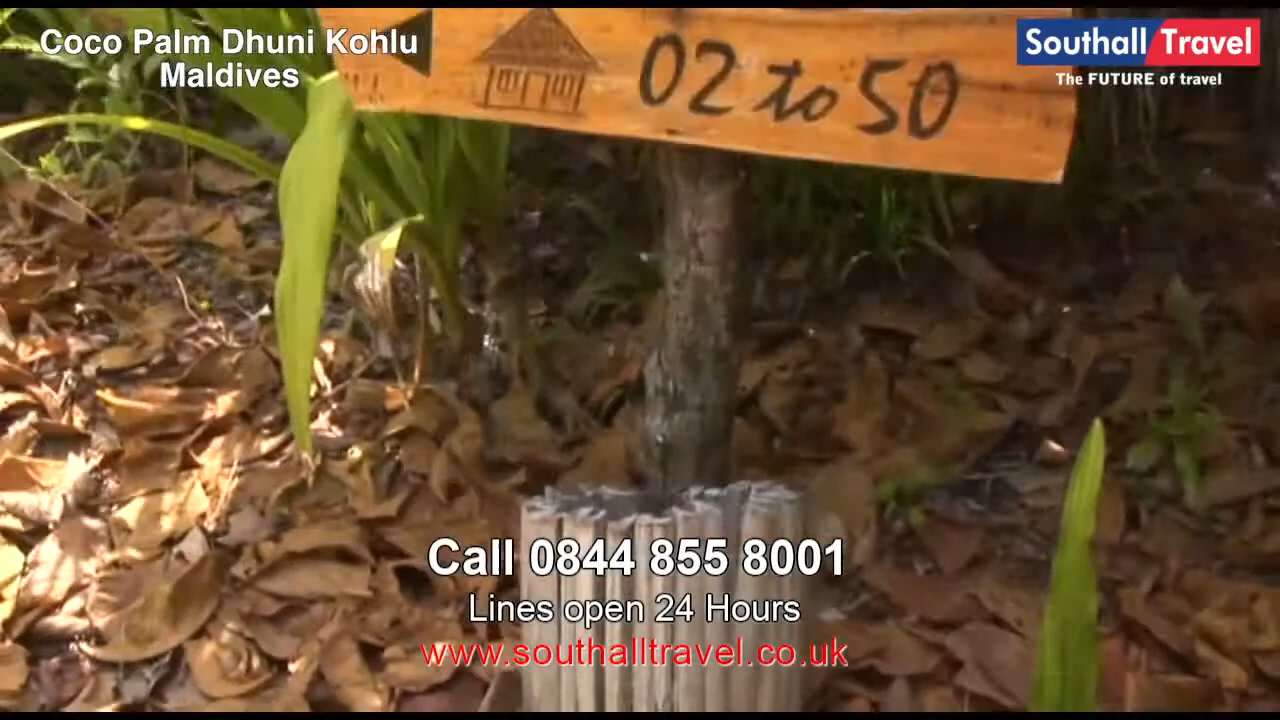 Coco Palm Dhuni Kohlu
Maldives
02 to 50
Southall Travel
The FUTURE of travel
Call 0844 855 8001
Lines open 24 Hours
www.southalltravel.co.uk